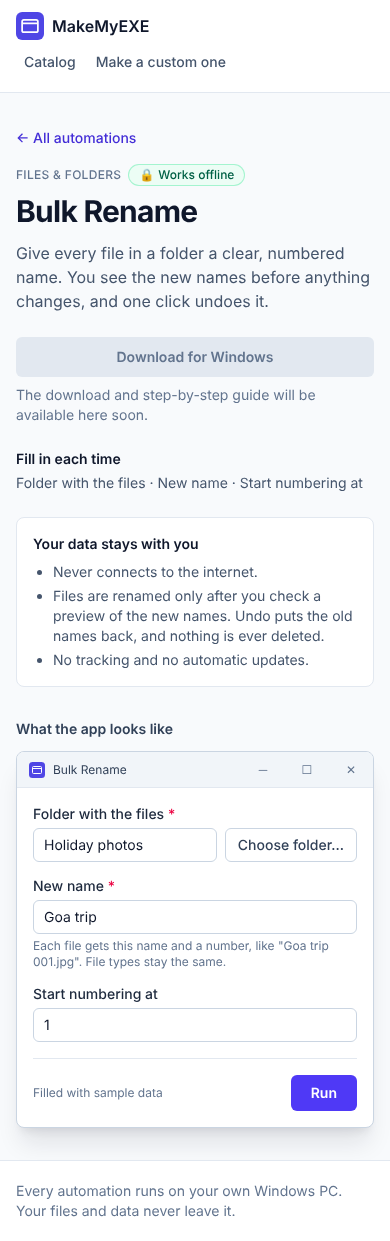 MakeMyEXE
Catalog Make a custom one
← All automations
FILES & FOLDERS 🔒 Works offline
Bulk Rename
Give every file in a folder a clear, numbered
name. You see the new names before anything
changes, and one click undoes it.
Download for Windows
The download and step-by-step guide will be
available here soon.
Fill in each time
Folder with the files · New name · Start numbering at
Your data stays with you
• Never connects to the internet.
• Files are renamed only after you check a
preview of the new names. Undo puts the old
names back, and nothing is ever deleted.
• No tracking and no automatic updates.
What the app looks like
Bulk Rename
Folder with the files *
Holiday photos Choose folder...
New name *
Goa trip
Each file gets this name and a number, like "Goa trip
001.jpg". File types stay the same.
Start numbering at
1
Filled with sample data Run
Every automation runs on your own Windows PC.
Your files and data never leave it.